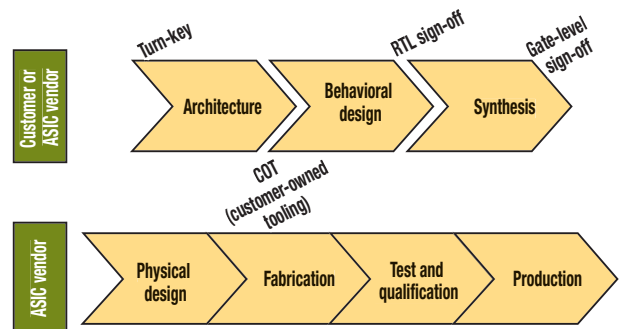 Turn-key
RTL sign-off
Gate-level
sign-off
Customer or
ASIC vendor
Architecture
Behavioral
design
Synthesis
COT
(customer-owned
tooling)
ASIC vendor
Physical
design
Fabrication
Test and
qualification
Production